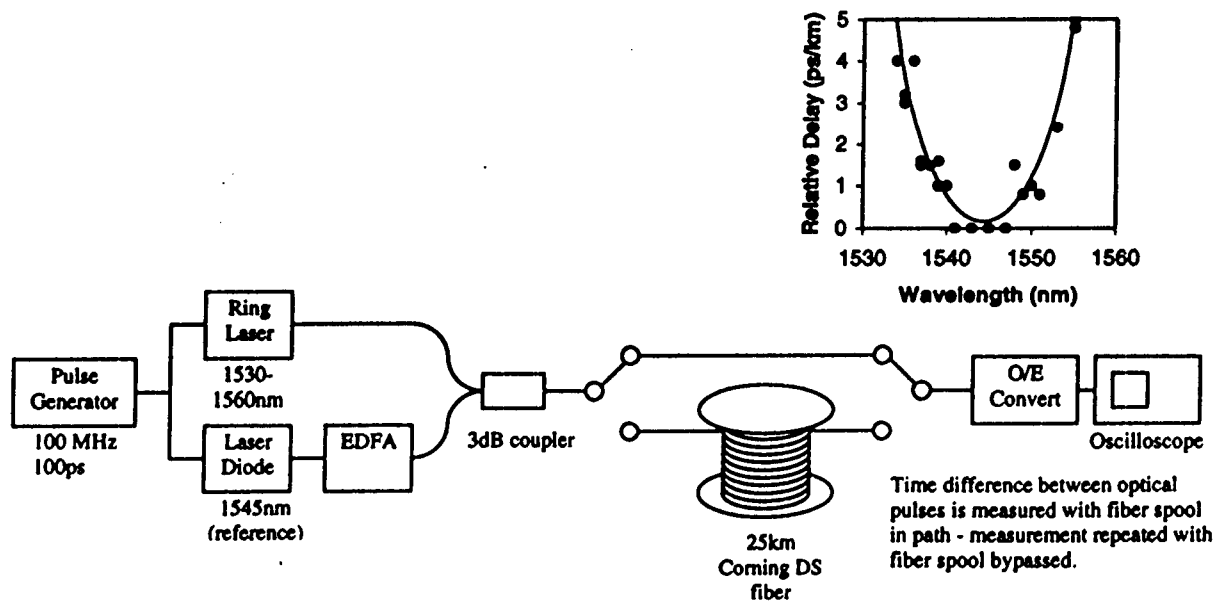 5
4
3
2
1
0
Relative Delay (ps/km)
1530 1540 1550 1560
Wavelength (nm)
Ring
Laser
1530-
1560nm
Pulse
Generator
100 MHz
100ps
Laser
Diode
1545nm
(reference)
EDFA
3dB coupler
25km
Corning DS
fiber
O/E
Convert
Oscilloscope
Time difference between optical
pulses is measured with fiber spool
in path - measurement repeated with
fiber spool bypassed.